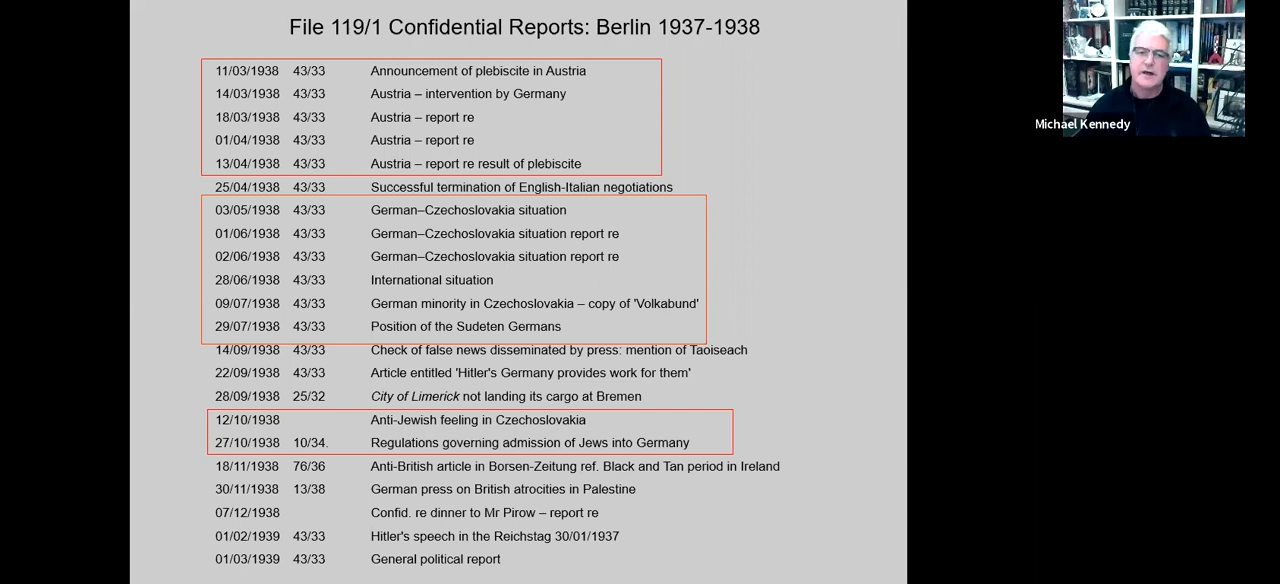 File 119/1 Confidential Reports: Berlin 1937-1938
11/03/1938 43/33 Announcement of plebiscite in Austria
14/03/1938 43/33 Austria – intervention by Germany
18/03/1938 43/33 Austria – report re
01/04/1938 43/33 Austria – report re
13/04/1938 43/33 Austria – report re result of plebiscite
25/04/1938 43/33 Successful termination of English-Italian negotiations
03/05/1938 43/33 German–Czechoslovakia situation
01/06/1938 43/33 German–Czechoslovakia situation report re
02/06/1938 43/33 German–Czechoslovakia situation report re
28/06/1938 43/33 International situation
09/07/1938 43/33 German minority in Czechoslovakia – copy of 'Volkabund'
29/07/1938 43/33 Position of the Sudeten Germans
14/09/1938 43/33 Check of false news disseminated by press: mention of Taoiseach
22/09/1938 43/33 Article entitled 'Hitler's Germany provides work for them'
28/09/1938 25/32 City of Limerick not landing its cargo at Bremen
12/10/1938 Anti-Jewish feeling in Czechoslovakia
27/10/1938 10/34. Regulations governing admission of Jews into Germany
18/11/1938 76/36 Anti-British article in Borsen-Zeitung ref. Black and Tan period in Ireland
30/11/1938 13/38 German press on British atrocities in Palestine
07/12/1938 Confid. re dinner to Mr Pirow – report re
01/02/1939 43/33 Hitler's speech in the Reichstag 30/01/1937
01/03/1939 43/33 General political report
Michael Kennedy